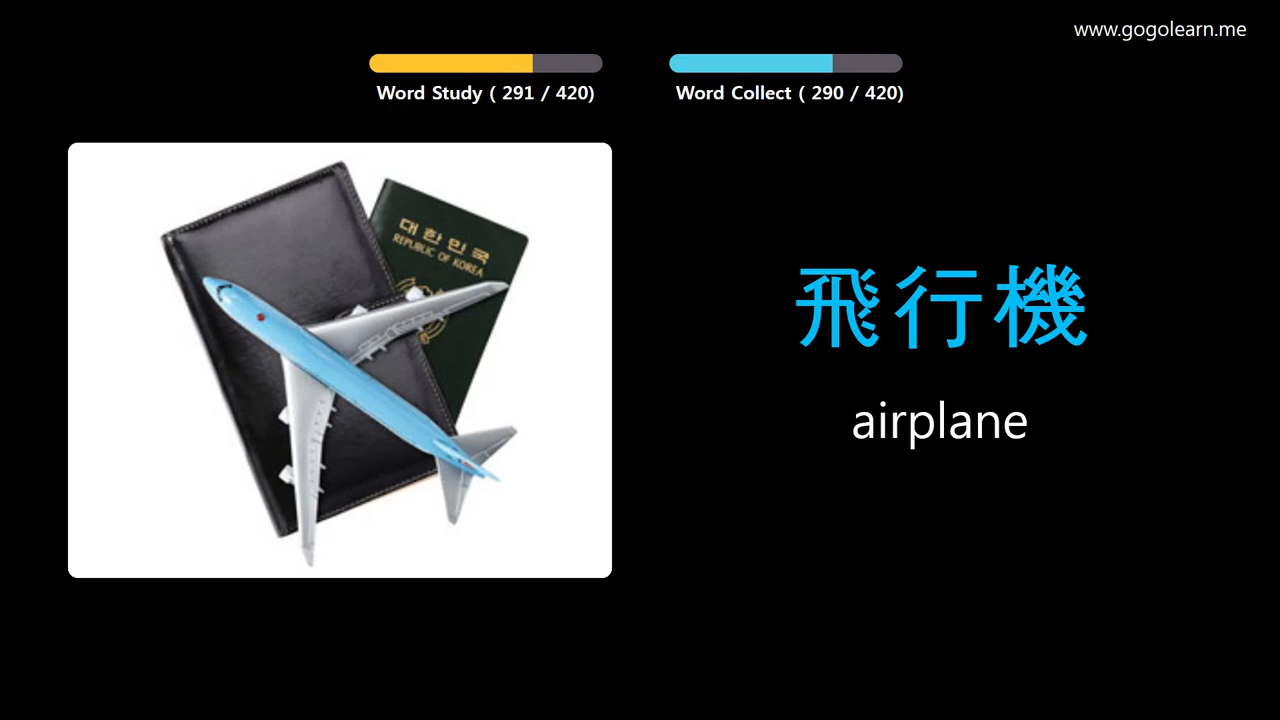 www.gogolearn.me
Word Study ( 291 / 420)
Word Collect ( 290 / 420)
대한민국
REPUBLIC OF KOREA
飛行機
airplane